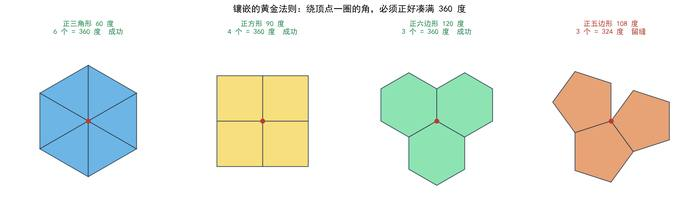 镶嵌的黄金法则：绕顶点一圈的角，必须正好凑满 360 度
正三角形 60 度
6 个 = 360 度  成功
正方形 90 度
4 个 = 360 度  成功
正六边形 120 度
3 个 = 360 度  成功
正五边形 108 度
3 个 = 324 度  留缝